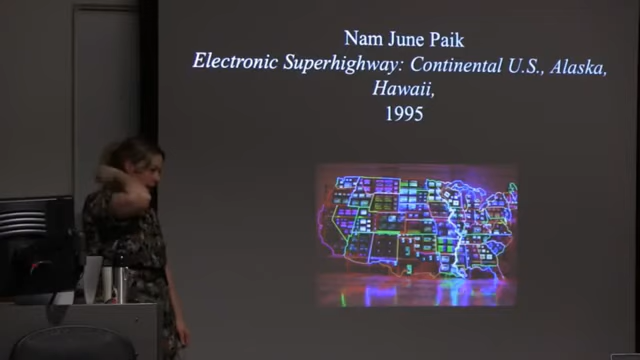 Nam June Paik
Electronic Superhighway: Continental U.S., Alaska,
Hawaii,
1995